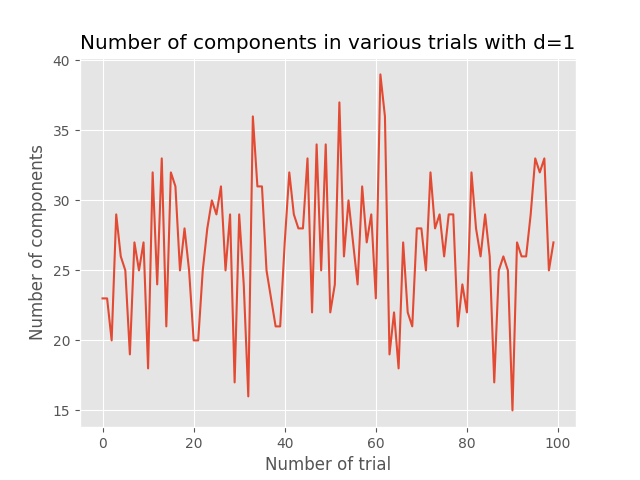 Number of components in various trials with d=1
40
35
30
25
20
15
Number of components
0 20 40 60 80 100
Number of trial